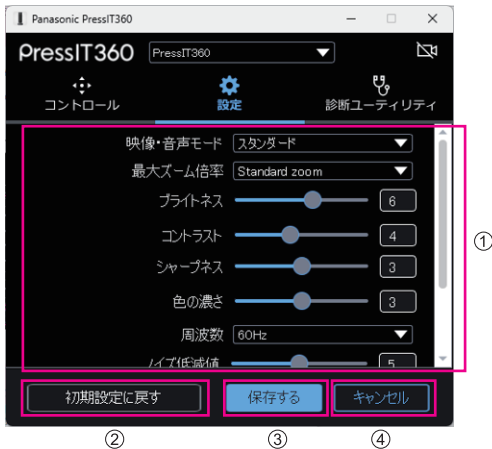 Panasonic PressIT360
PressIT360 PressIT360
コントロール 設定 診断ユーティリティ
映像・音声モード スタンダード
最大ズーム倍率 Standard zoom
ブライトネス 6
コントラスト 4
シャープネス 3
色の濃さ 3
周波数 60Hz
ノイズ低減値 5
①
初期設定に戻す 保存する キャンセル
② ③ ④